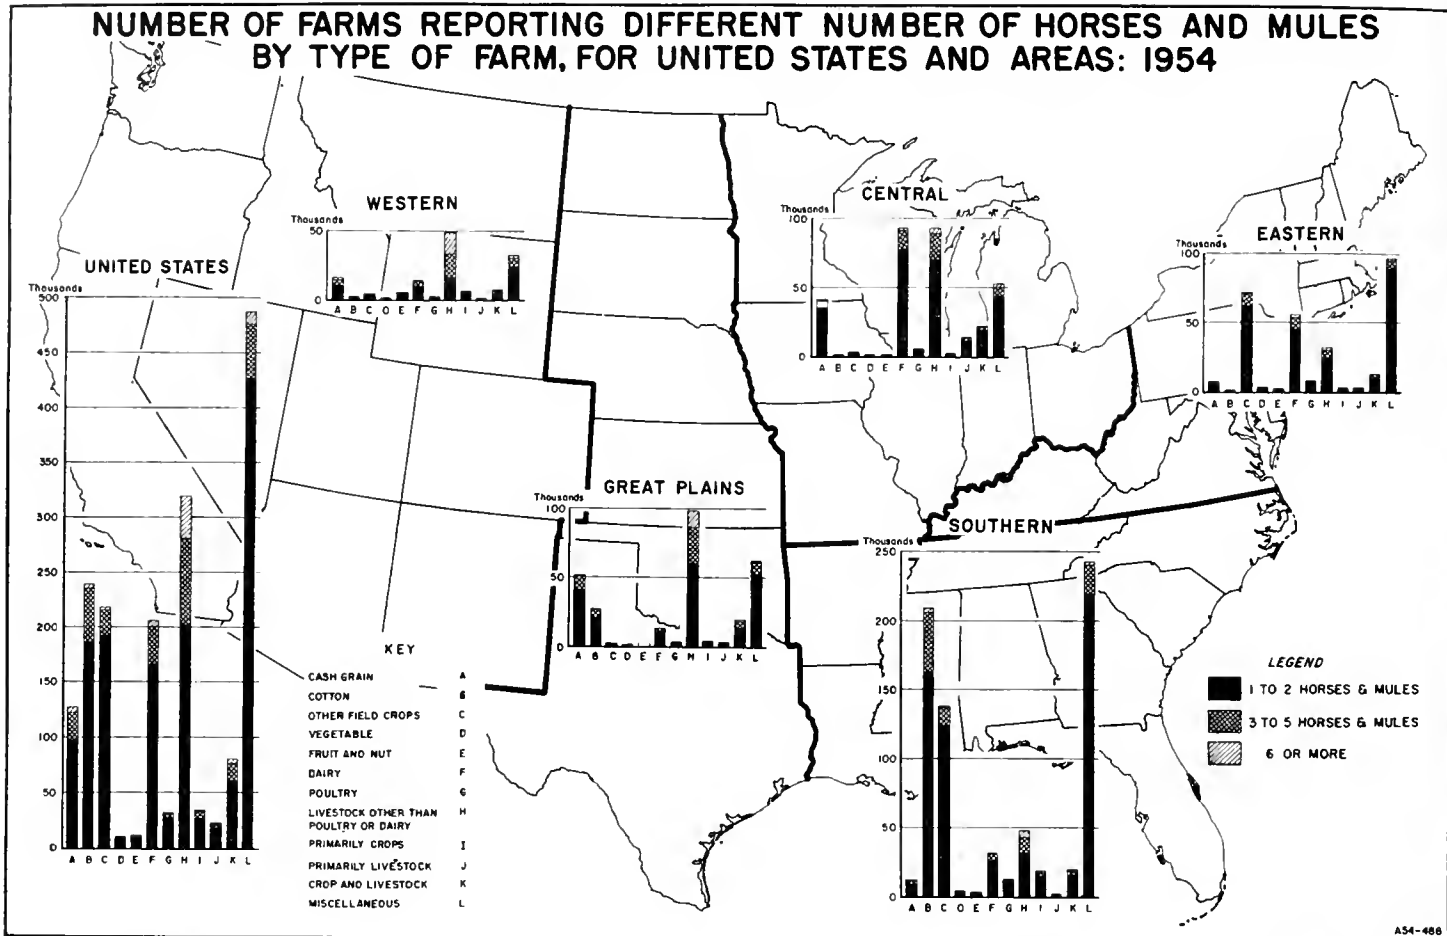 NUMBER OF FARMS REPORTING DIFFERENT NUMBER OF HORSES AND MULES
BY TYPE OF FARM, FOR UNITED STATES AND AREAS: 1954
WESTERN
Thousands
50
0
A B C D E F G H I J K L
CENTRAL
Thousands
100
50
0
A B C D E F G H I J K L
EASTERN
Thousands
100
50
0
A B C D E F G H I J K L
UNITED STATES
Thousands
500
450
400
350
300
250
200
150
100
50
0
A B C D E F G H I J K L
GREAT PLAINS
Thousands
100
50
0
A B C D E F G H I J K L
SOUTHERN
Thousands
250
200
150
100
50
0
A B C D E F G H I J K L
KEY
CASH GRAIN A
COTTON B
OTHER FIELD CROPS C
VEGETABLE D
FRUIT AND NUT E
DAIRY F
POULTRY G
LIVESTOCK OTHER THAN H
POULTRY OR DAIRY
PRIMARILY CROPS I
PRIMARILY LIVESTOCK J
CROP AND LIVESTOCK K
MISCELLANEOUS L
LEGEND
1 TO 2 HORSES & MULES
3 TO 5 HORSES & MULES
6 OR MORE
A54-488